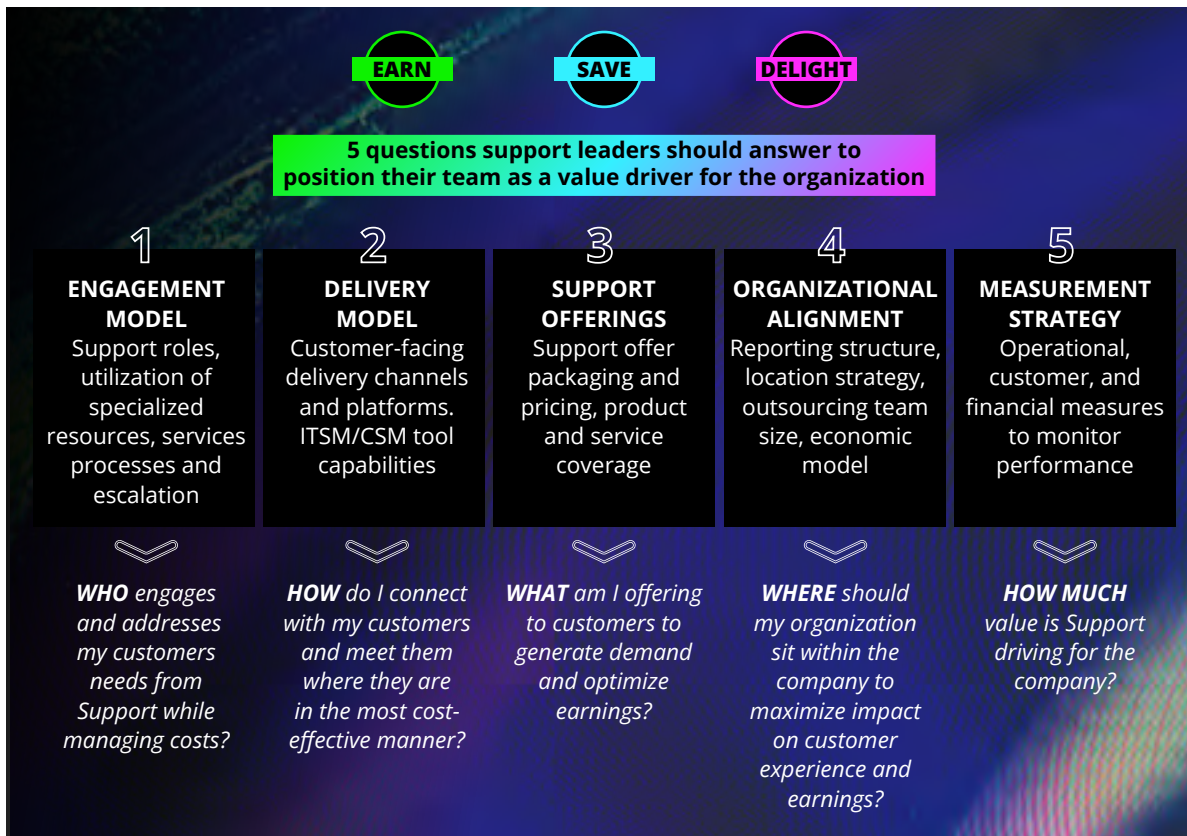 EARN
SAVE
DELIGHT
5 questions support leaders should answer to
position their team as a value driver for the organization
1
ENGAGEMENT
MODEL
Support roles,
utilization of
specialized
resources, services
processes and
escalation
WHO engages
and addresses
my customers
needs from
Support while
managing costs?
2
DELIVERY
MODEL
Customer-facing
delivery channels
and platforms.
ITSM/CSM tool
capabilities
HOW do I connect
with my customers
and meet them
where they are
in the most cost-
effective manner?
3
SUPPORT
OFFERINGS
Support offer
packaging and
pricing, product
and service
coverage
WHAT am I offering
to customers to
generate demand
and optimize
earnings?
4
ORGANIZATIONAL
ALIGNMENT
Reporting structure,
location strategy,
outsourcing team
size, economic
model
WHERE should
my organization
sit within the
company to
maximize impact
on customer
experience and
earnings?
5
MEASUREMENT
STRATEGY
Operational,
customer, and
financial measures
to monitor
performance
HOW MUCH
value is Support
driving for the
company?